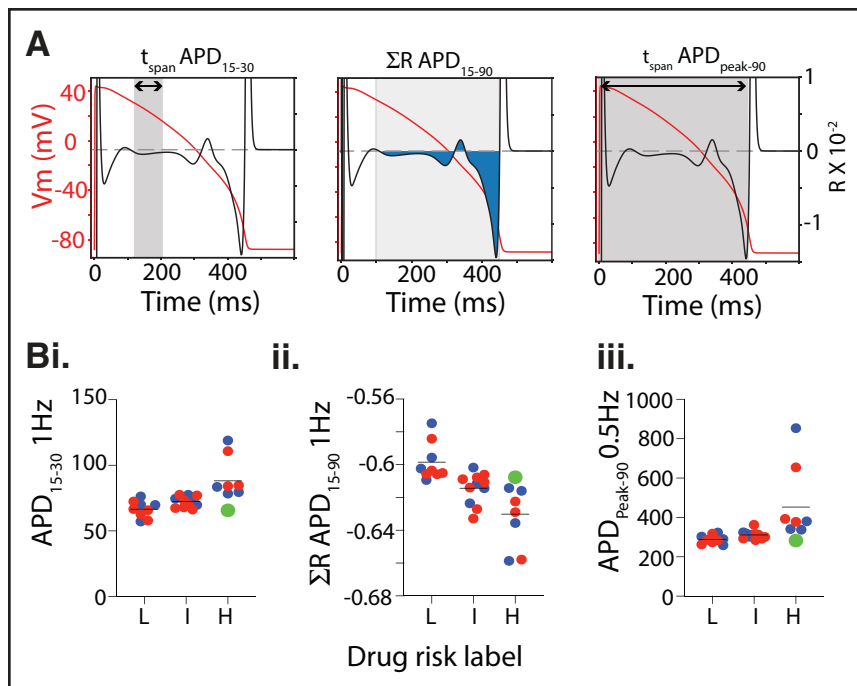 A
t_span APD_15-30
ΣR APD_15-90
t_span APD_peak-90
Vm (mV)
40
0
-40
-80
0 200 400
Time (ms)
0 200 400
Time (ms)
0 200 400
Time (ms)
1
0
-1
R X 10^-2
Bi.
APD_15-30 1Hz
150
100
50
0
L I H
ii.
ΣR APD_15-90 1Hz
-0.56
-0.6
-0.64
-0.68
L I H
iii.
APD_Peak-90 0.5Hz
1000
800
600
400
200
0
L I H
Drug risk label